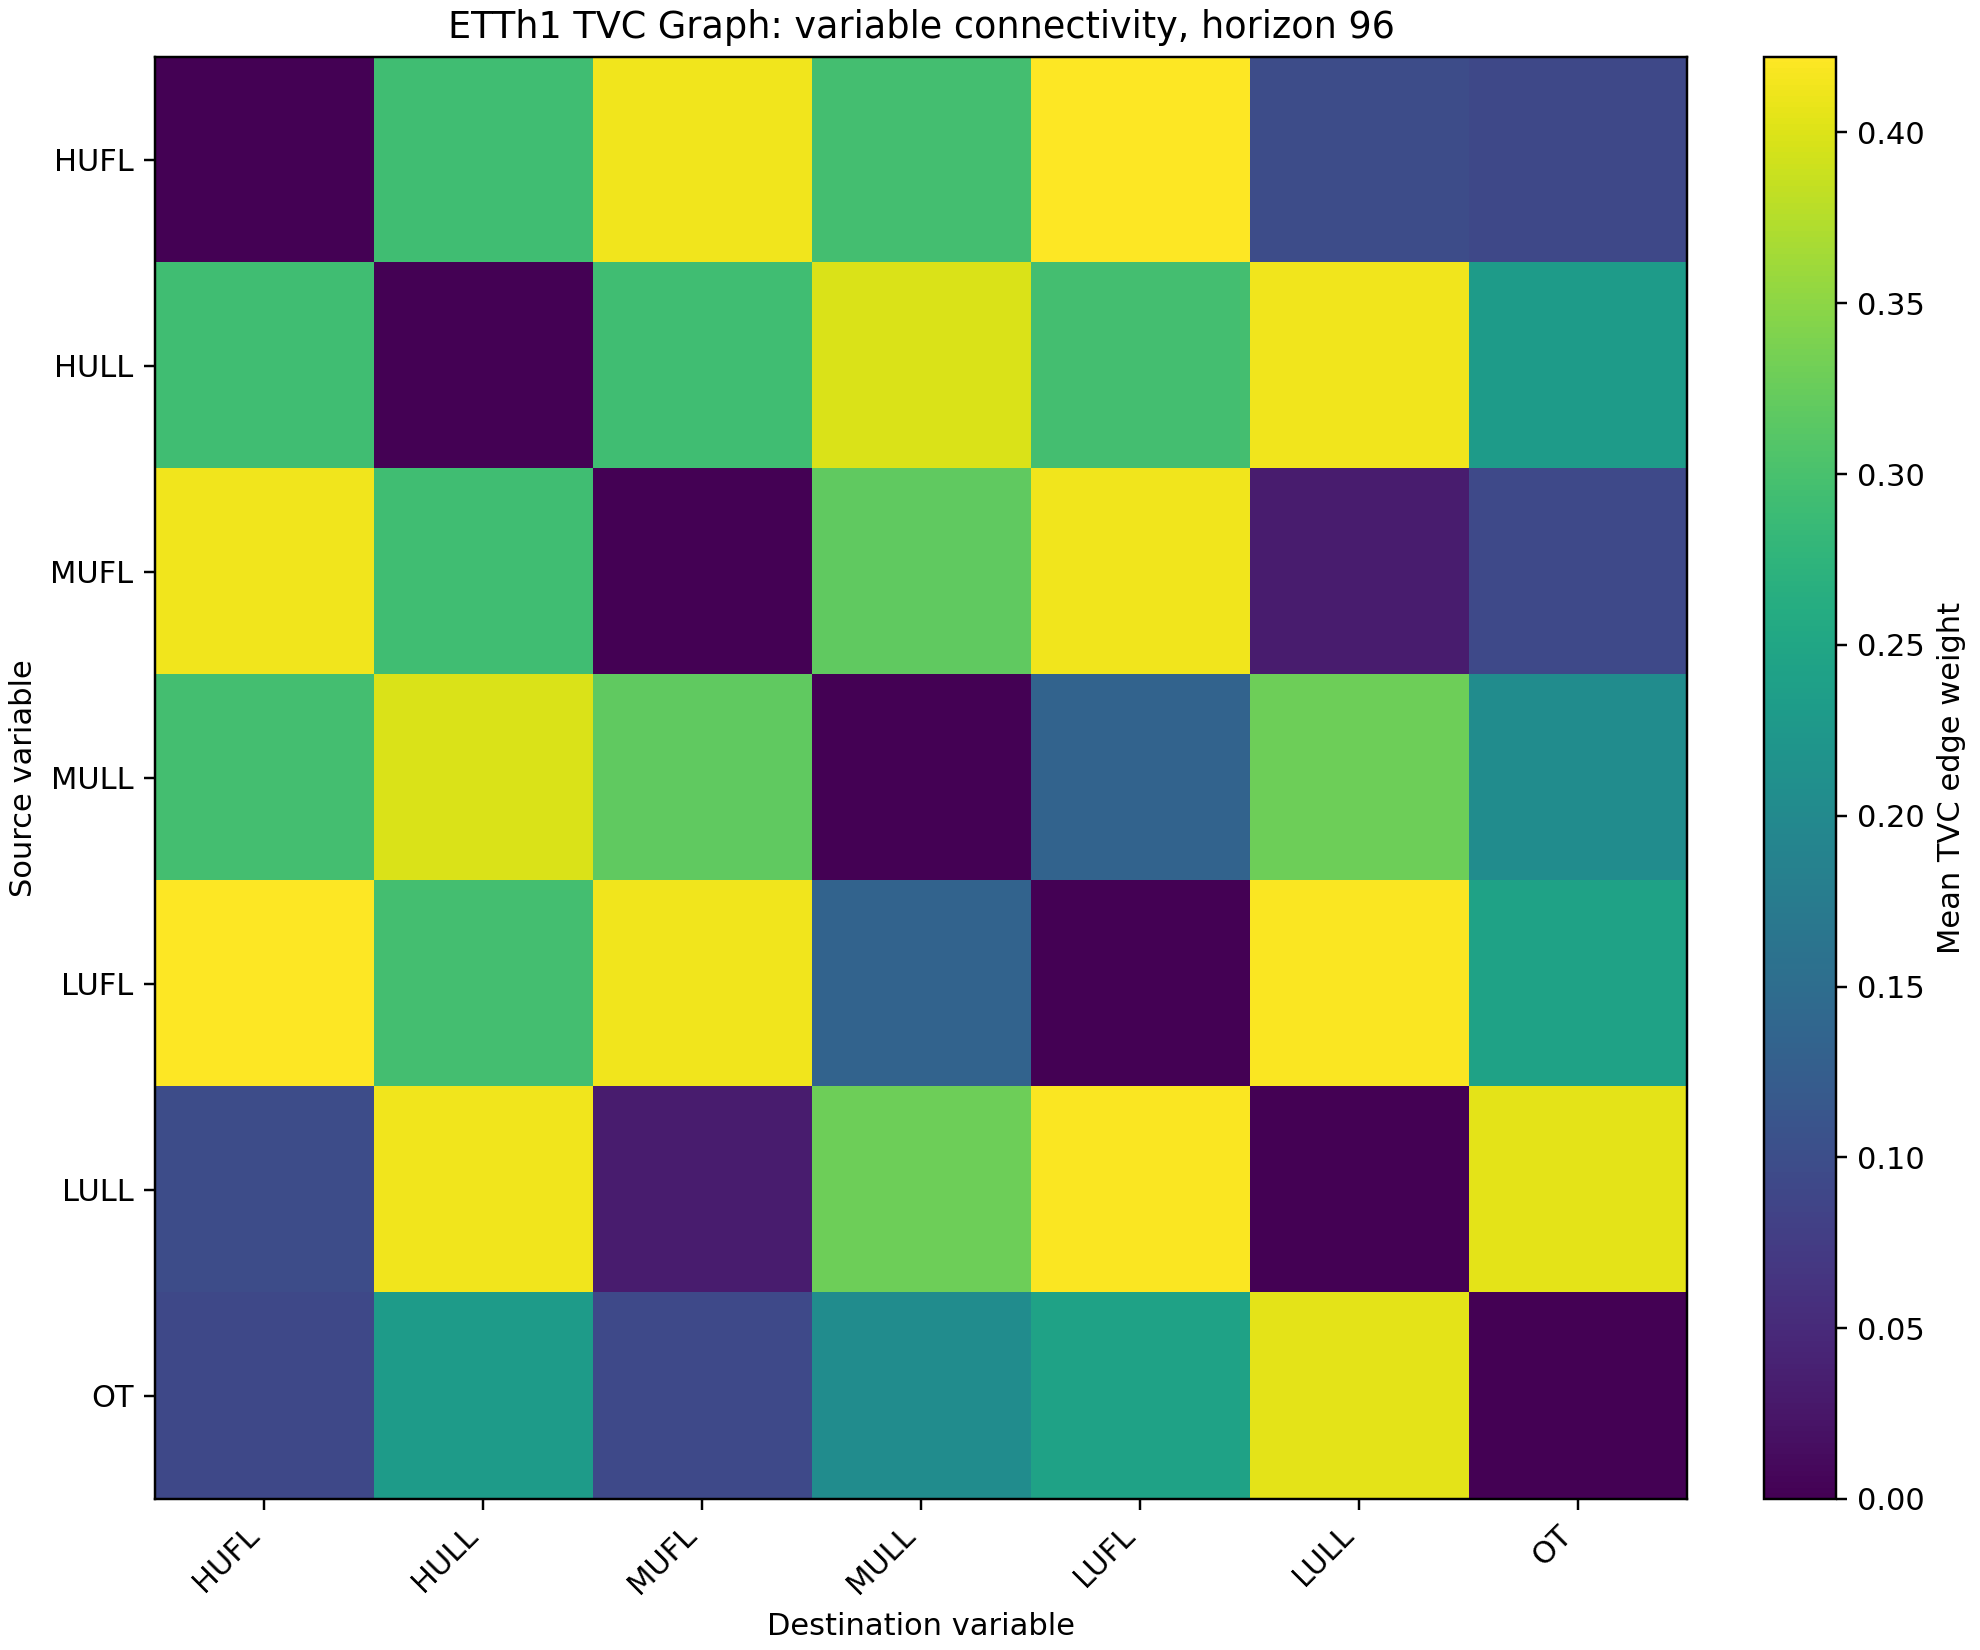 ETTh1 TVC Graph: variable connectivity, horizon 96
Source variable
HUFL
HULL
MUFL
MULL
LUFL
LULL
OT
HUFL
HULL
MUFL
MULL
LUFL
LULL
OT
Destination variable
0.40
0.35
0.30
0.25
0.20
0.15
0.10
0.05
0.00
Mean TVC edge weight